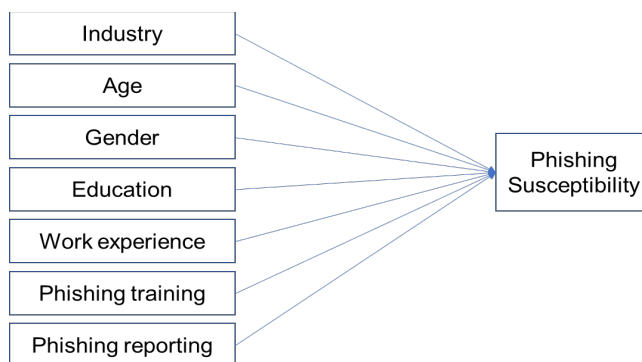 Industry
Age
Gender
Education
Work experience
Phishing training
Phishing reporting
Phishing
Susceptibility